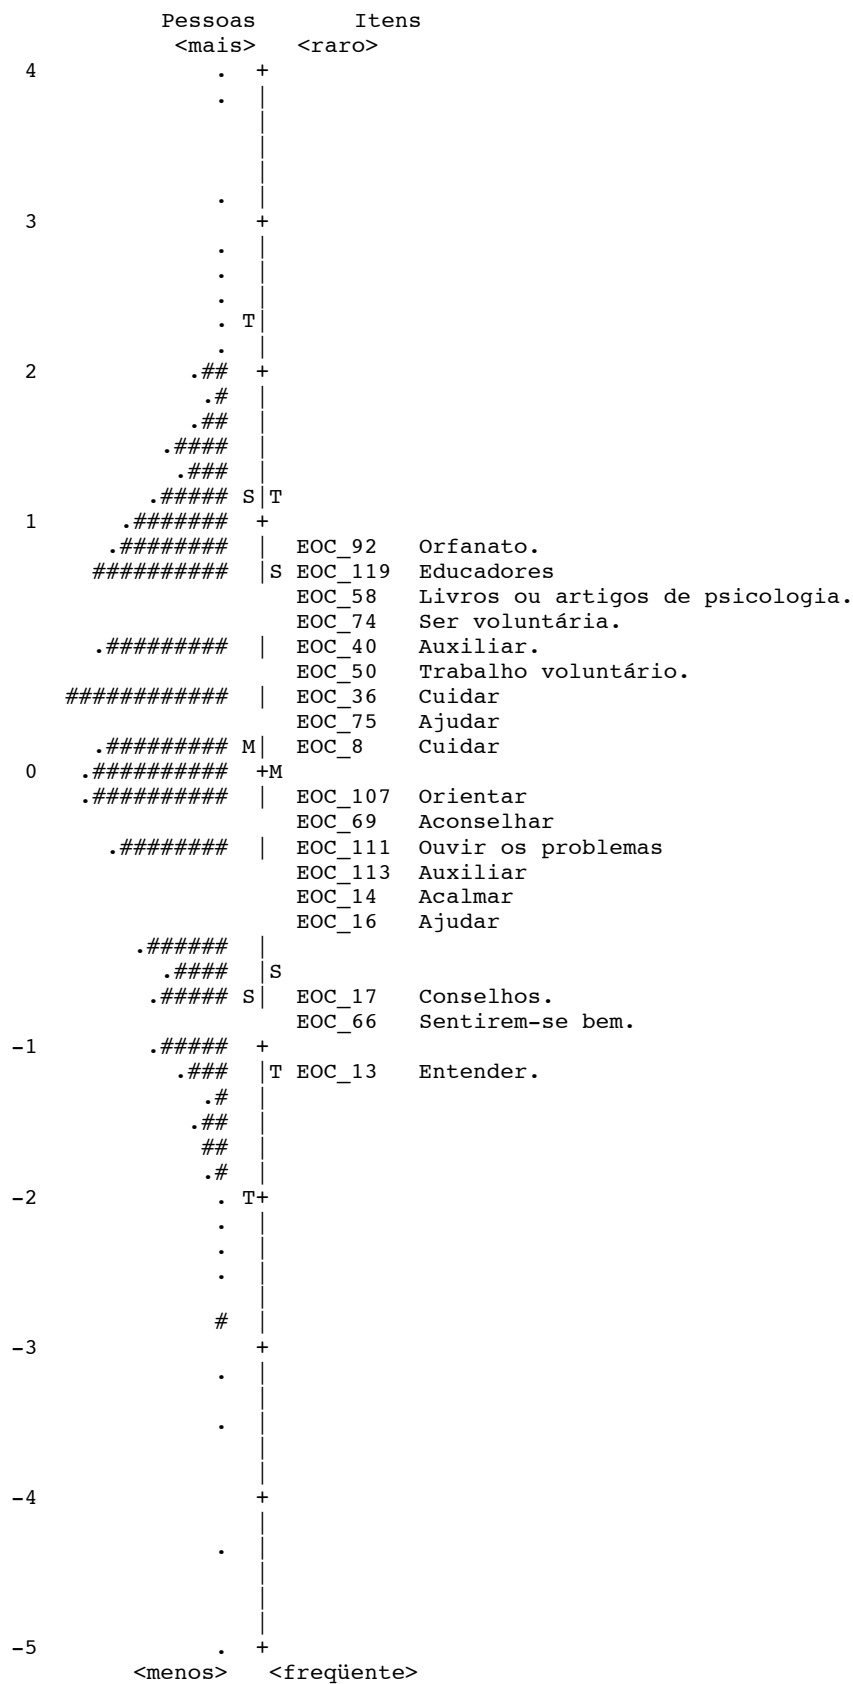 Pessoas Itens
<mais> <raro>
4 . +
. |
|
|
|
. |
3 +
. |
. |
. |
. T|
. |
2 .## +
.# |
.## |
.#### |
.### |
.##### S|T
1 .####### +
.######## | EOC_92 Orfanato.
########## |S EOC_119 Educadores
EOC_58 Livros ou artigos de psicologia.
EOC_74 Ser voluntária.
.######### | EOC_40 Auxiliar.
EOC_50 Trabalho voluntário.
############ | EOC_36 Cuidar
EOC_75 Ajudar
.######### M| EOC_8 Cuidar
0 .########## +M
.########## | EOC_107 Orientar
EOC_69 Aconselhar
.######## | EOC_111 Ouvir os problemas
EOC_113 Auxiliar
EOC_14 Acalmar
EOC_16 Ajudar
.###### |
.#### |S
.##### S| EOC_17 Conselhos.
EOC_66 Sentirem-se bem.
-1 .##### +
.### |T EOC_13 Entender.
.# |
.## |
## |
.# |
-2 . T+
. |
. |
. |
|
# |
-3 +
. |
|
. |
|
|
-4 +
|
. |
|
|
|
-5 . +
<menos> <freqüente>